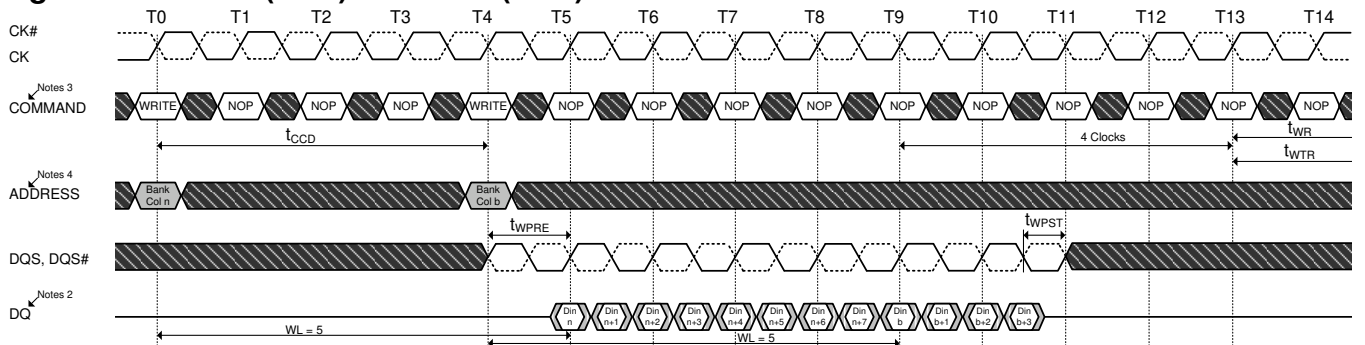 T0 T1 T2 T3 T4 T5 T6 T7 T8 T9 T10 T11 T12 T13 T14
CK#
CK
Notes 3
COMMAND
WRITE NOP NOP NOP WRITE NOP NOP NOP NOP NOP NOP NOP NOP NOP NOP
tCCD
4 Clocks
tWR
tWTR
Notes 4
ADDRESS
Bank Bank
Col n Col b
tWPRE
tWPST
DQS, DQS#
Notes 2
DQ
Din Din Din Din Din Din Din Din Din Din Din Din
n n+1 n+2 n+3 n+4 n+5 n+6 n+7 b b+1 b+2 b+3
WL = 5
WL = 5